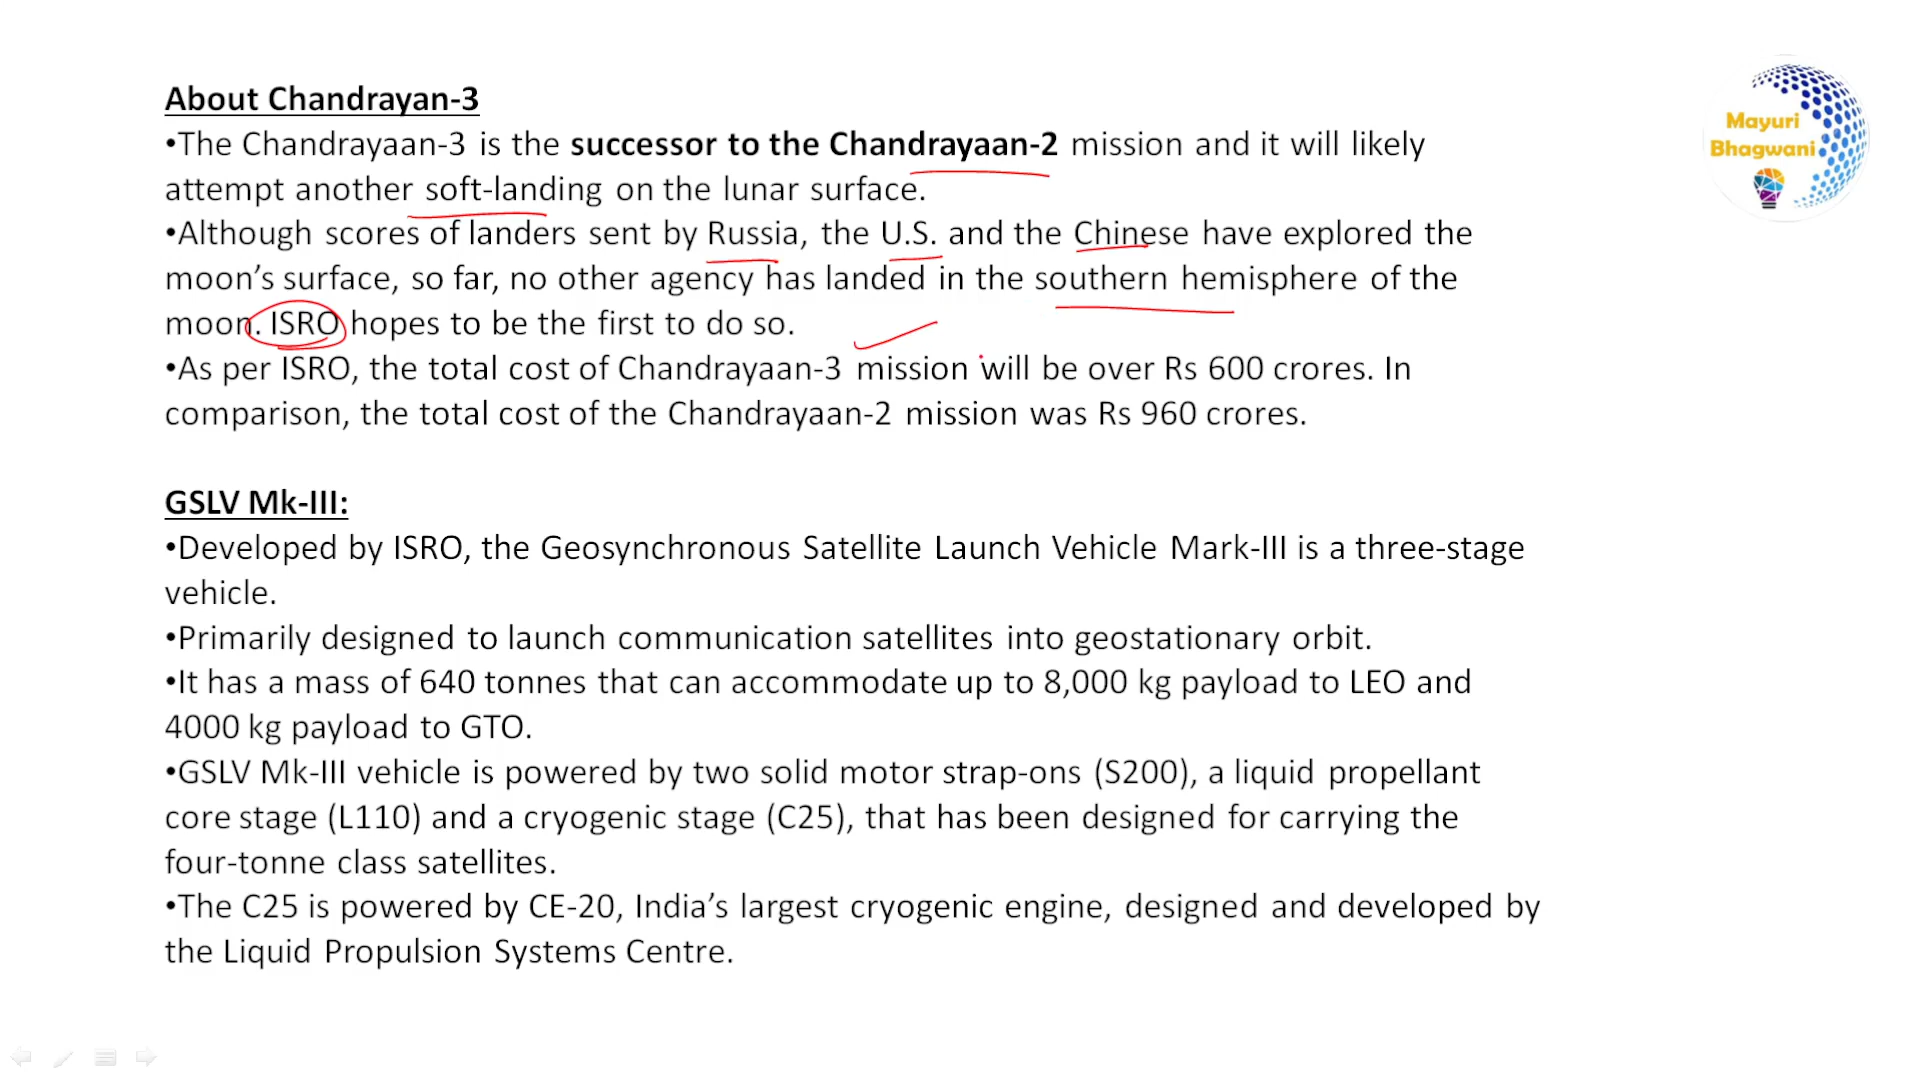 About Chandrayan-3
•The Chandrayaan-3 is the successor to the Chandrayaan-2 mission and it will likely
attempt another soft-landing on the lunar surface.
•Although scores of landers sent by Russia, the U.S. and the Chinese have explored the
moon’s surface, so far, no other agency has landed in the southern hemisphere of the
moon. ISRO hopes to be the first to do so.
•As per ISRO, the total cost of Chandrayaan-3 mission will be over Rs 600 crores. In
comparison, the total cost of the Chandrayaan-2 mission was Rs 960 crores.
GSLV Mk-III:
•Developed by ISRO, the Geosynchronous Satellite Launch Vehicle Mark-III is a three-stage
vehicle.
•Primarily designed to launch communication satellites into geostationary orbit.
•It has a mass of 640 tonnes that can accommodate up to 8,000 kg payload to LEO and
4000 kg payload to GTO.
•GSLV Mk-III vehicle is powered by two solid motor strap-ons (S200), a liquid propellant
core stage (L110) and a cryogenic stage (C25), that has been designed for carrying the
four-tonne class satellites.
•The C25 is powered by CE-20, India’s largest cryogenic engine, designed and developed by
the Liquid Propulsion Systems Centre.
Mayuri
Bhagwani